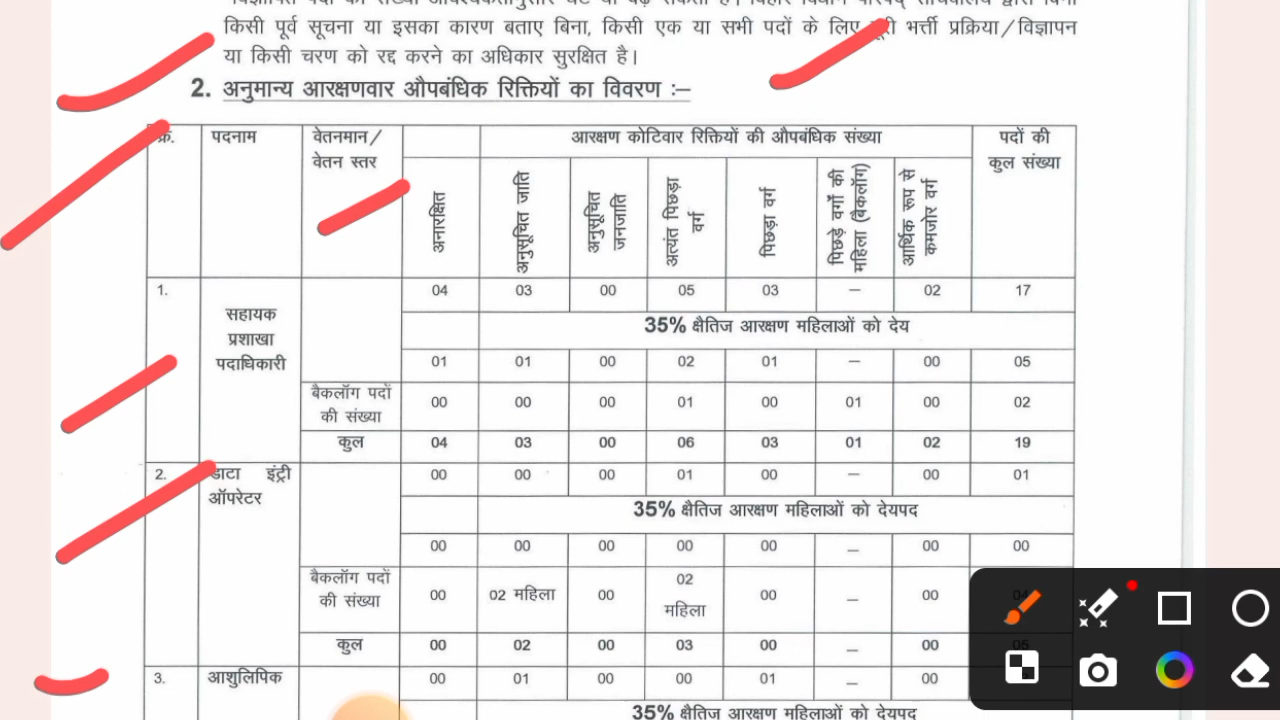 किसी पूर्व सूचना या इसका कारण बताए बिना, किसी एक या सभी पदों के लिए भर्ती प्रक्रिया/विज्ञापन
या किसी चरण को रद्द करने का अधिकार सुरक्षित है।
2. अनुमान्य आरक्षणवार औपबंधिक रिक्तियों का विवरण :–
क्र. पदनाम वेतनमान/ आरक्षण कोटिवार रिक्तियों की औपबंधिक संख्या पदों की
वेतन स्तर कुल संख्या
अनारक्षित
अनुसूचित जाति
अनुसूचित
जनजाति
अत्यंत पिछड़ा
वर्ग
पिछड़ा वर्ग
पिछड़े वर्गों की
महिला (बैकलॉग)
आर्थिक रूप से
कमजोर वर्ग
1. 04 03 00 05 03 – 02 17
सहायक
प्रशाखा
पदाधिकारी
35% क्षैतिज आरक्षण महिलाओं को देय
01 01 00 02 01 – 00 05
बैकलॉग पदों
की संख्या
00 00 00 01 00 01 00 02
कुल 04 03 00 06 03 01 02 19
2. डाटा इंट्री 00 00 00 01 00 – 00 01
ऑपरेटर
35% क्षैतिज आरक्षण महिलाओं को देयपद
00 00 00 00 00 – 00 00
बैकलॉग पदों
की संख्या
00 02 महिला 00 02 00 – 00 04
महिला
कुल 00 02 00 03 00 – 00 05
3. आशुलिपिक 00 01 00 00 01 – 00
35% क्षैतिज आरक्षण महिलाओं को देयपद